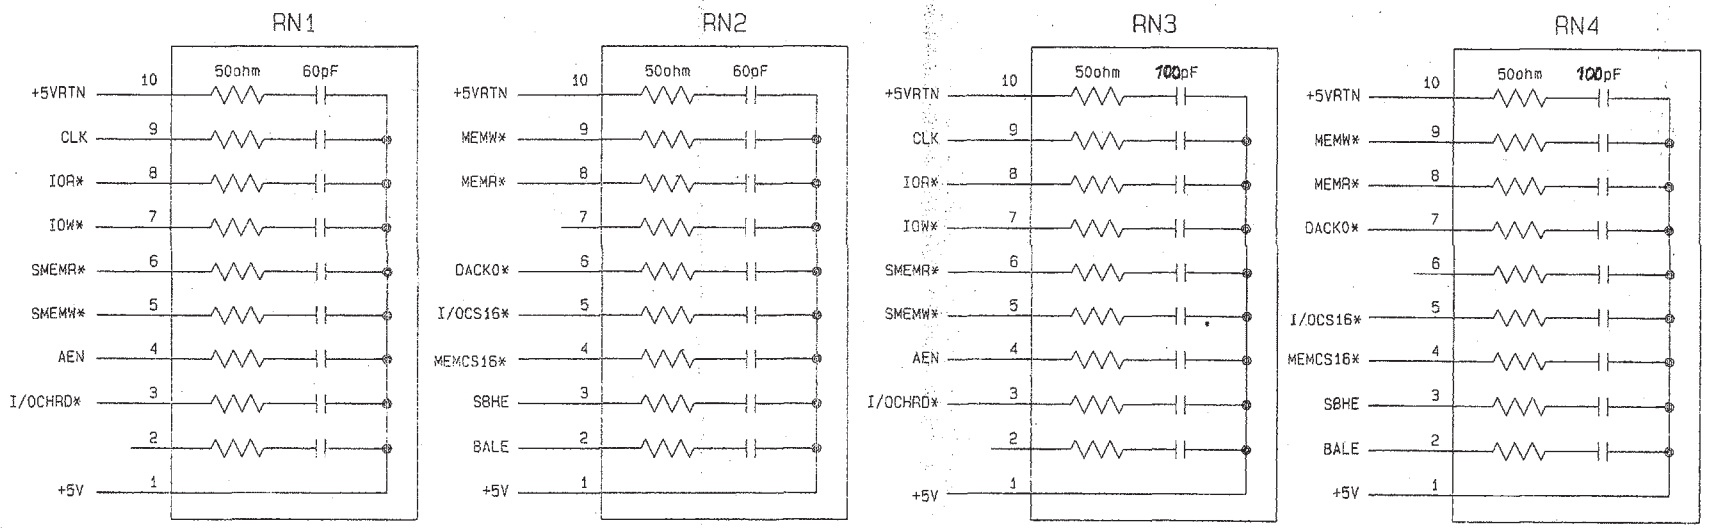 RN1
50ohm 60pF
+5VRTN 10
CLK 9
IOR* 8
IOW* 7
SMEMR* 6
SMEMW* 5
AEN 4
I/OCHRD* 3
2
+5V 1
RN2
50ohm 60pF
+5VRTN 10
MEMW* 9
MEMR* 8
7
DACK0* 6
I/OCS16* 5
MEMCS16* 4
SBHE 3
BALE 2
+5V 1
RN3
50ohm 100pF
+5VRTN 10
CLK 9
IOR* 8
IOW* 7
SMEMR* 6
SMEMW* 5
AEN 4
I/OCHRD* 3
2
+5V 1
RN4
50ohm 100pF
+5VRTN 10
MEMW* 9
MEMR* 8
DACK0* 7
6
I/OCS16* 5
MEMCS16* 4
SBHE 3
BALE 2
+5V 1